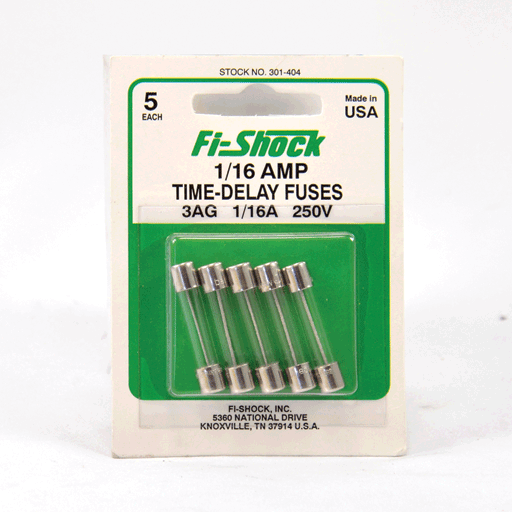 STOCK NO. 301-404
5
EACH
Made in
USA
Fi-Shock
1/16 AMP
TIME-DELAY FUSES
3AG 1/16A 250V
FI-SHOCK, INC.
5360 NATIONAL DRIVE
KNOXVILLE, TN 37914 U.S.A.